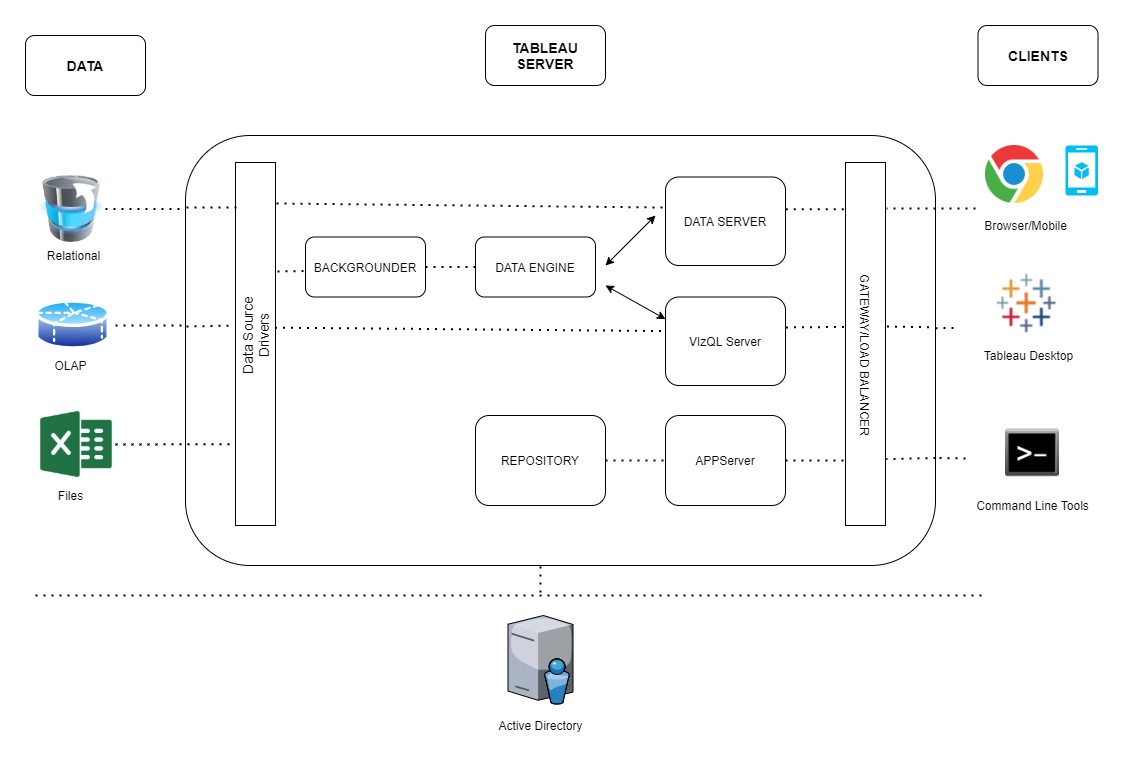 DATA
TABLEAU
SERVER
CLIENTS
Relational
OLAP
Files
Data Source
Drivers
BACKGROUNDER
DATA ENGINE
DATA SERVER
VIzQL Server
REPOSITORY
APPServer
GATEWAY/LOAD BALANCER
Browser/Mobile
Tableau Desktop
>–
Command Line Tools
X
Active Directory